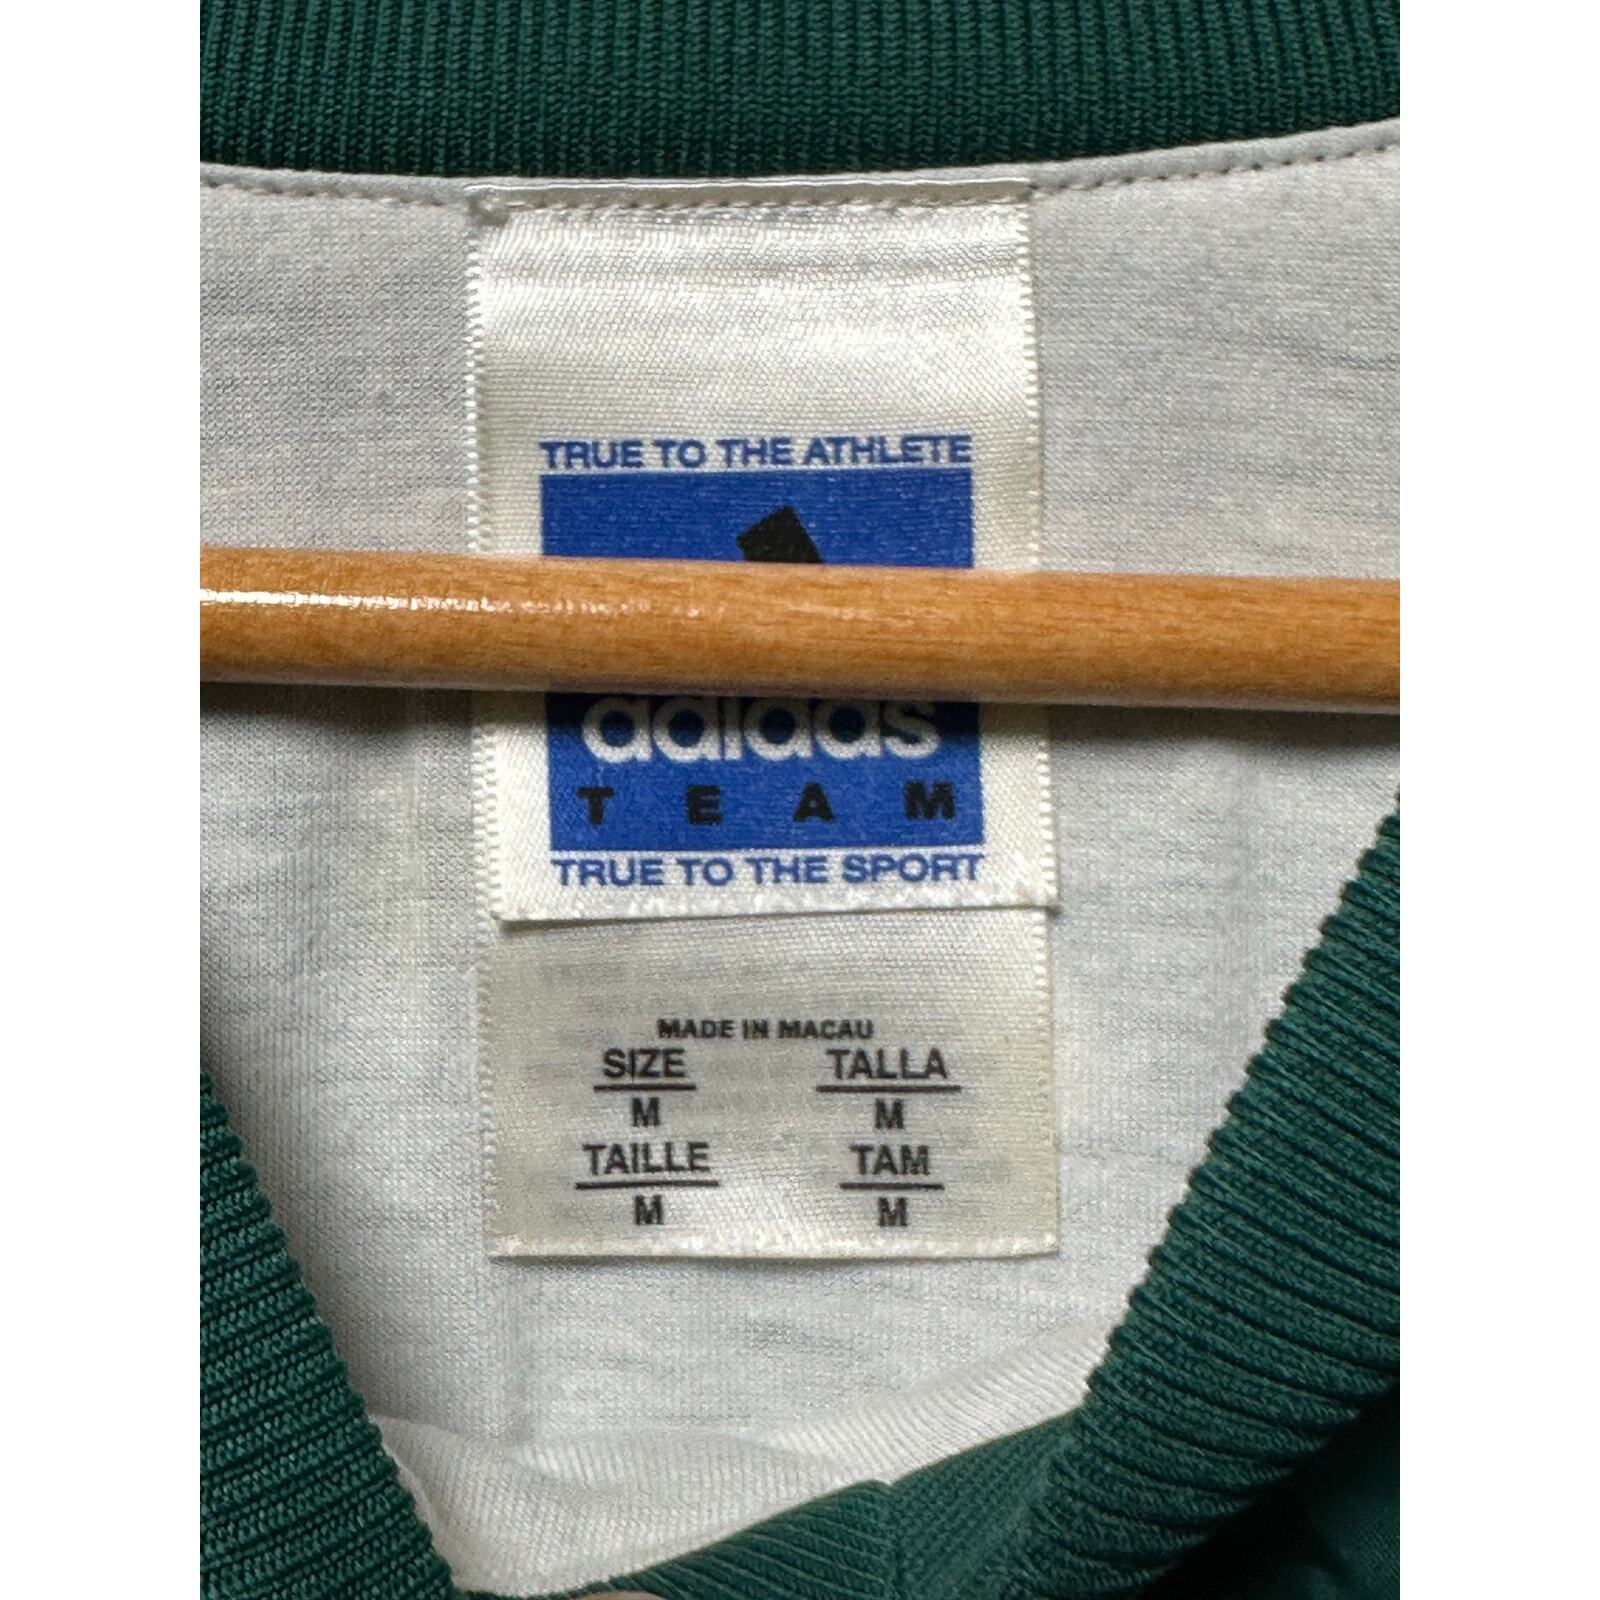 TRUE TO THE ATHLETE
adidas
TEAM
TRUE TO THE SPORT
MADE IN MACAU
SIZE TALLA
M M
TAILLE TAM
M M